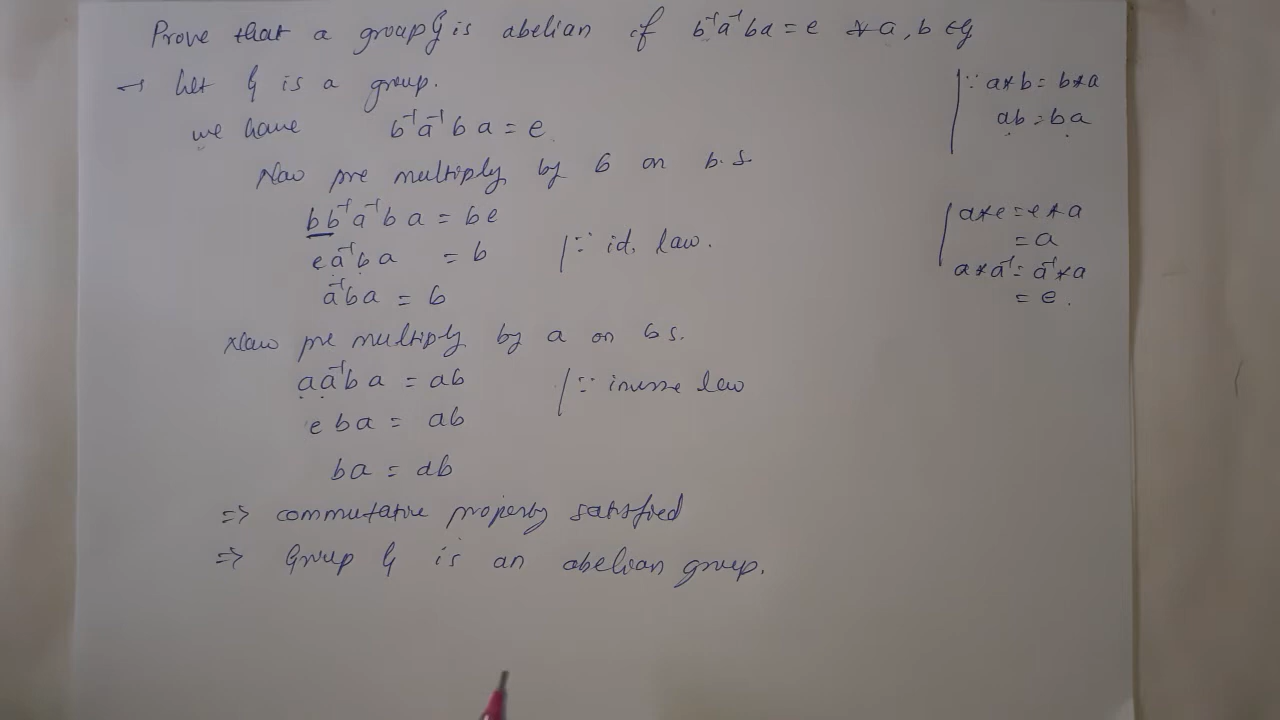 Prove that a group G is abelian if b⁻¹a⁻¹ba = e ∀ a, b ∈ G
→ Let G is a group.
∵ a*b = b*a
ab = ba
we have b⁻¹a⁻¹ba = e
Now pre multiply by b on b.s.
bb⁻¹a⁻¹ba = be
a*e = e*a
= a
ea⁻¹ba = b ∵ id. law.
a*a⁻¹ = a⁻¹*a
= e.
a⁻¹ba = b
Now pre multiply by a on b s.
aa⁻¹ba = ab ∵ inverse law
eba = ab
ba = ab
⇒ commutative property satisfied
⇒ Group G is an abelian group.